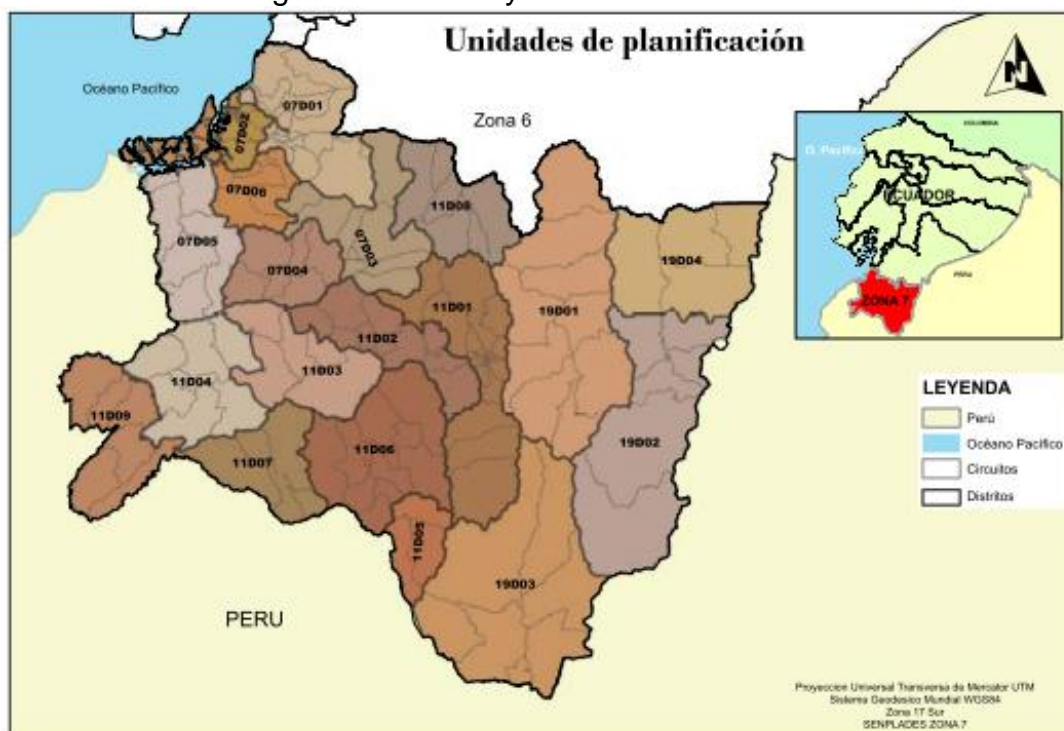 Unidades de planificación
Océano Pacífico
Zona 6
07D01
07D02
07D06
11D08
07D05
07D03
19D04
07D04
11D01
19D01
11D02
11D03
11D04
11D09
19D02
11D06
11D07
11D05
19D03
PERU
N
COLOMBIA
O. Pacífico
ECUADOR
PERU
ZONA 7
LEYENDA
Perú
Océano Pacífico
Circuitos
Distritos
Proyeccion Universal Transversa de Mercator UTM
Sistema Geodesico Mundial WGS84
Zona 17 Sur
SENPLADES ZONA 7